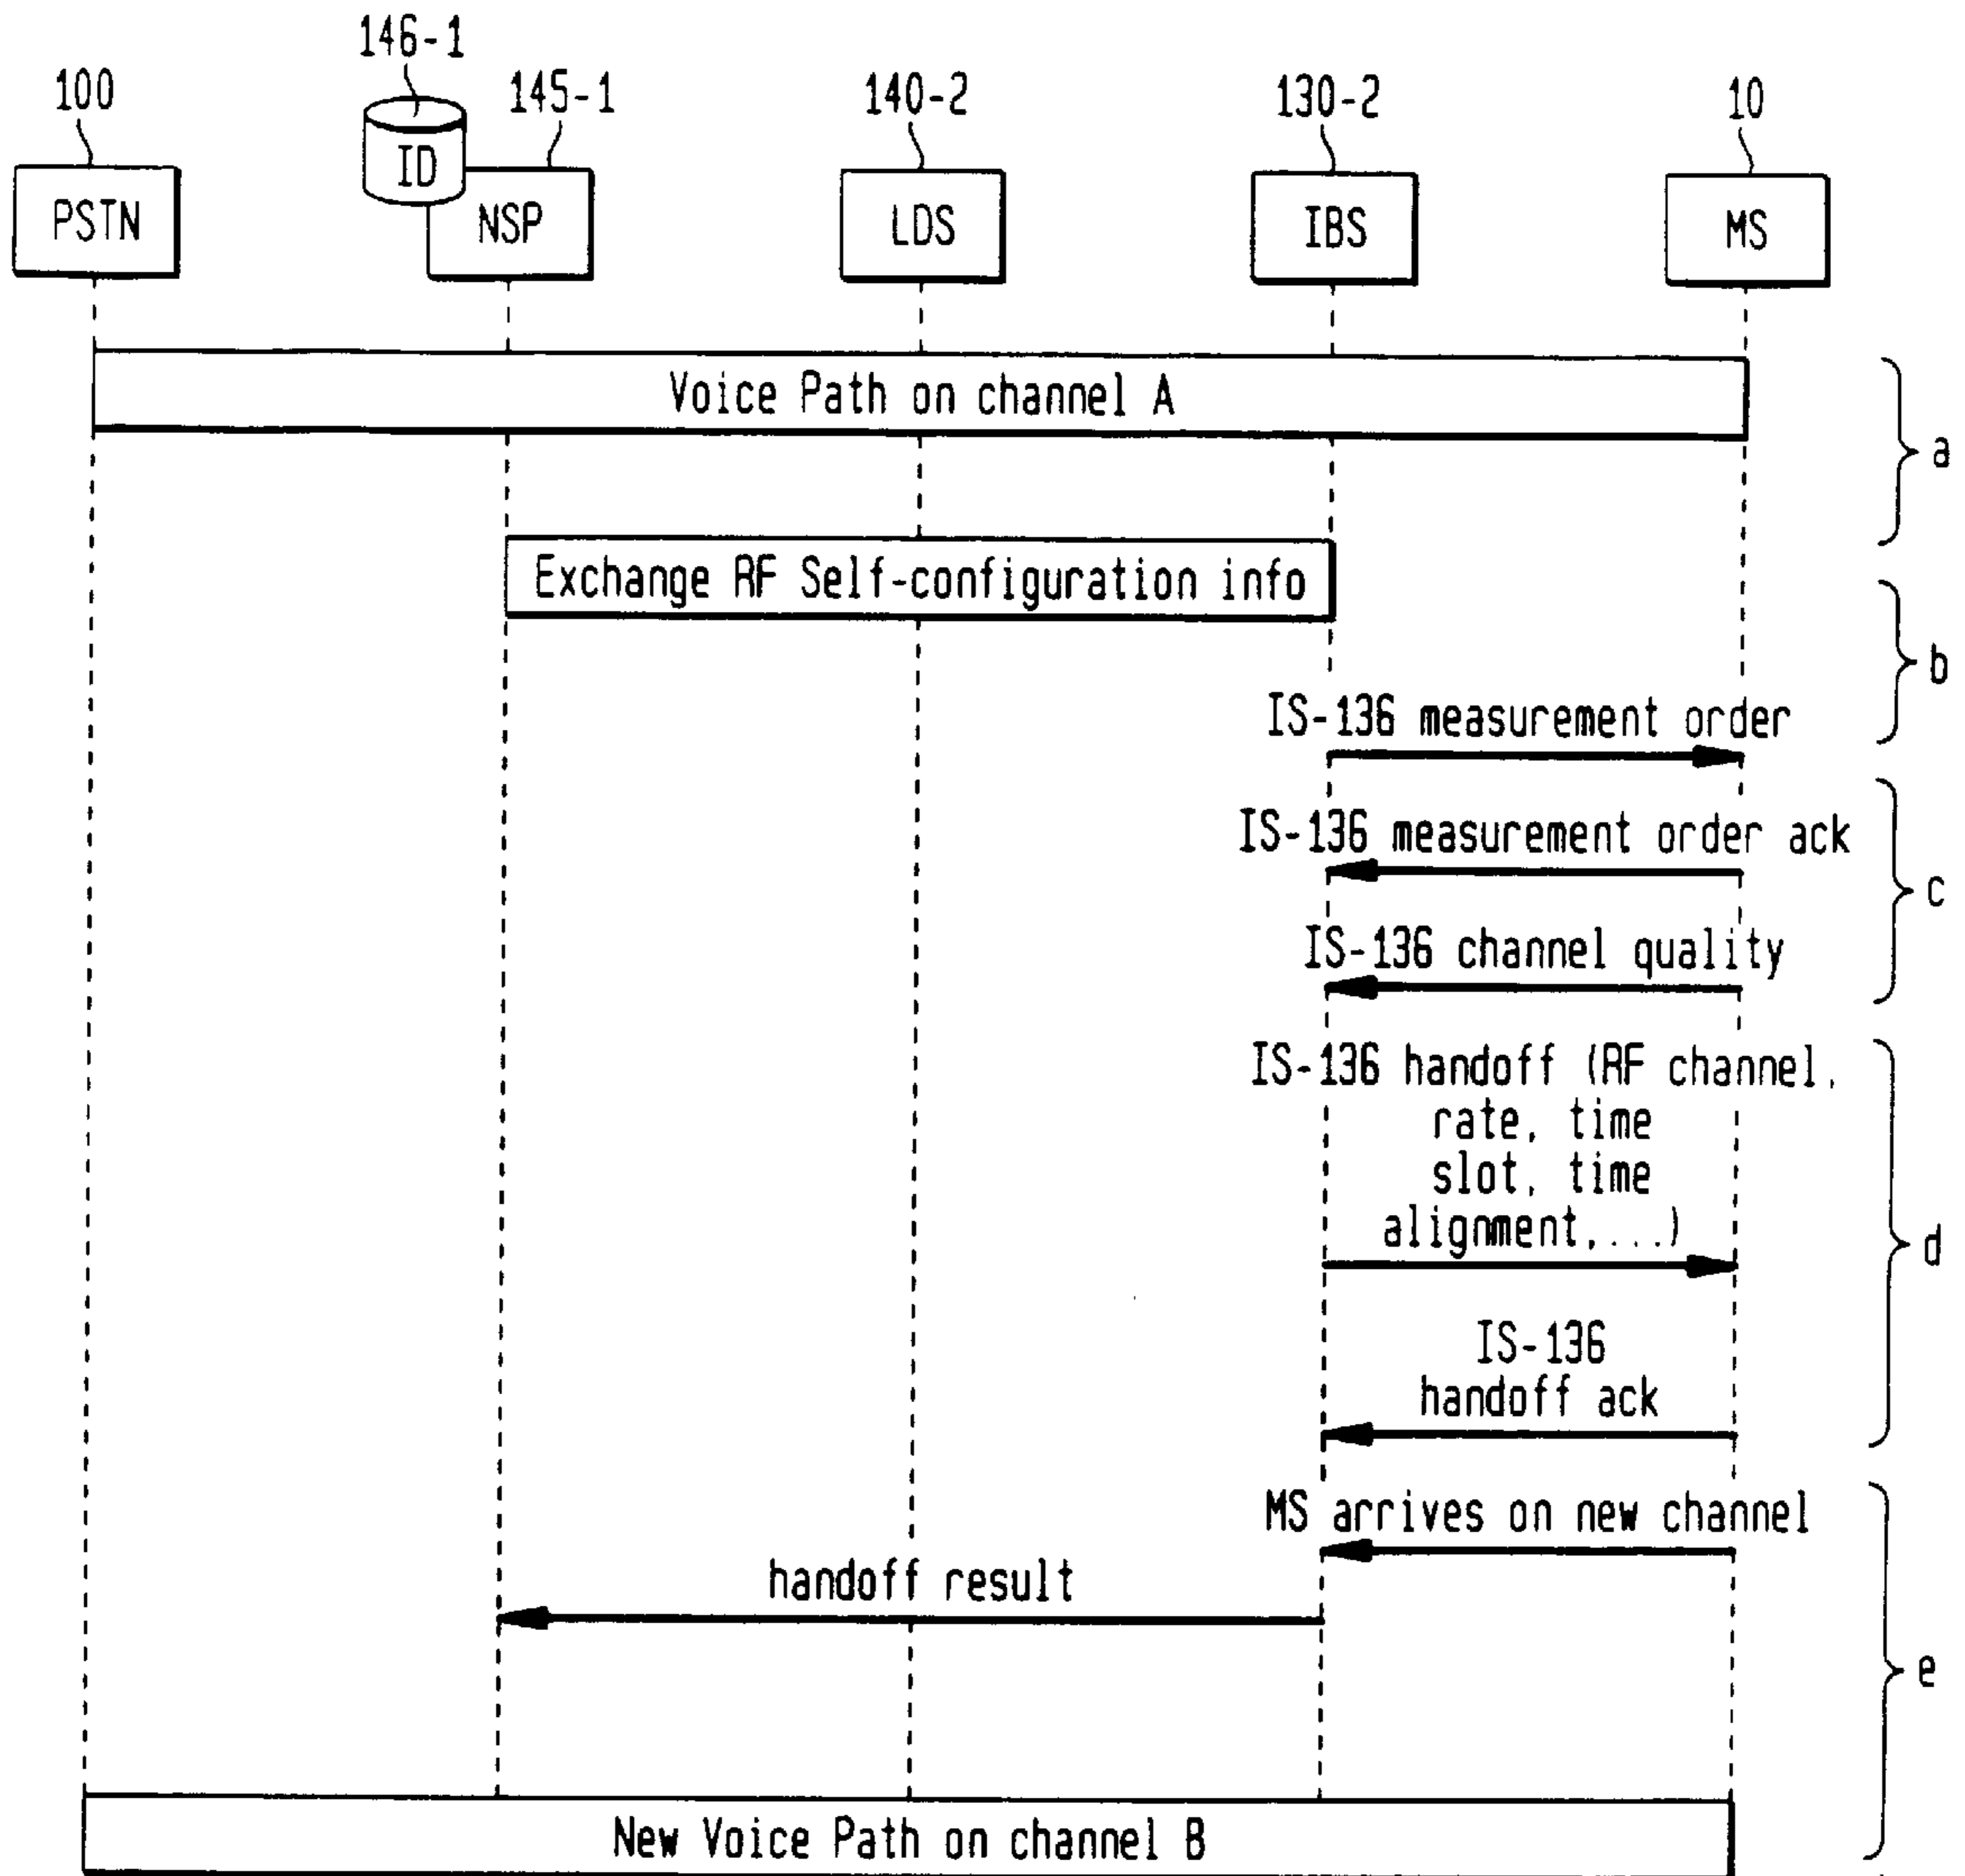 146-1
100
145-1
140-2
130-2
10
ID
PSTN
NSP
LDS
IBS
MS
Voice Path on channel A
a
Exchange RF Self-configuration info
b
IS-136 measurement order
IS-136 measurement order ack
c
IS-136 channel quality
IS-136 handoff (RF channel,
rate, time
slot, time
alignment,...)
d
IS-136
handoff ack
MS arrives on new channel
handoff result
e
New Voice Path on channel B